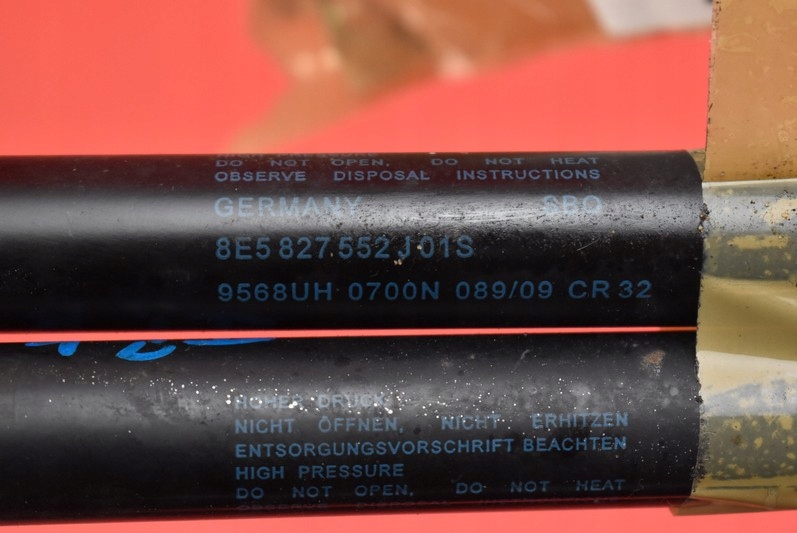 DO NOT OPEN, DO NOT HEAT
OBSERVE DISPOSAL INSTRUCTIONS
GERMANY SBO
8E5 827 552 J 01S
9568UH 0700N 089/09 CR 32
HOHER DRUCK
NICHT ÖFFNEN, NICHT ERHITZEN
ENTSORGUNGSVORSCHRIFT BEACHTEN
HIGH PRESSURE
DO NOT OPEN, DO NOT HEAT